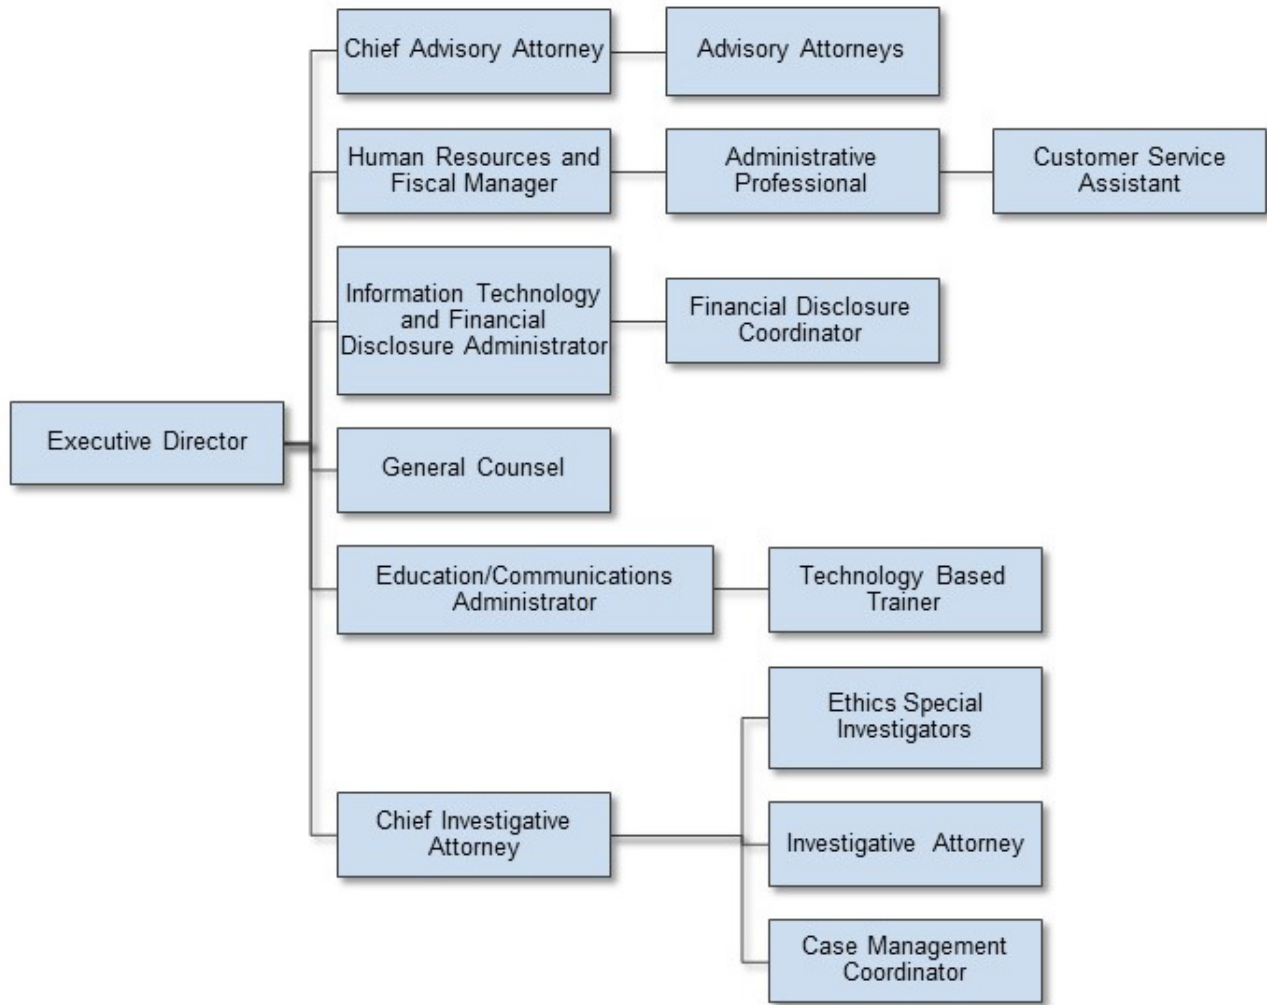 Chief Advisory Attorney
Advisory Attorneys
Human Resources and
Fiscal Manager
Administrative
Professional
Customer Service
Assistant
Information Technology
and Financial
Disclosure Administrator
Financial Disclosure
Coordinator
Executive Director
General Counsel
Education/Communications
Administrator
Technology Based
Trainer
Ethics Special
Investigators
Chief Investigative
Attorney
Investigative Attorney
Case Management
Coordinator